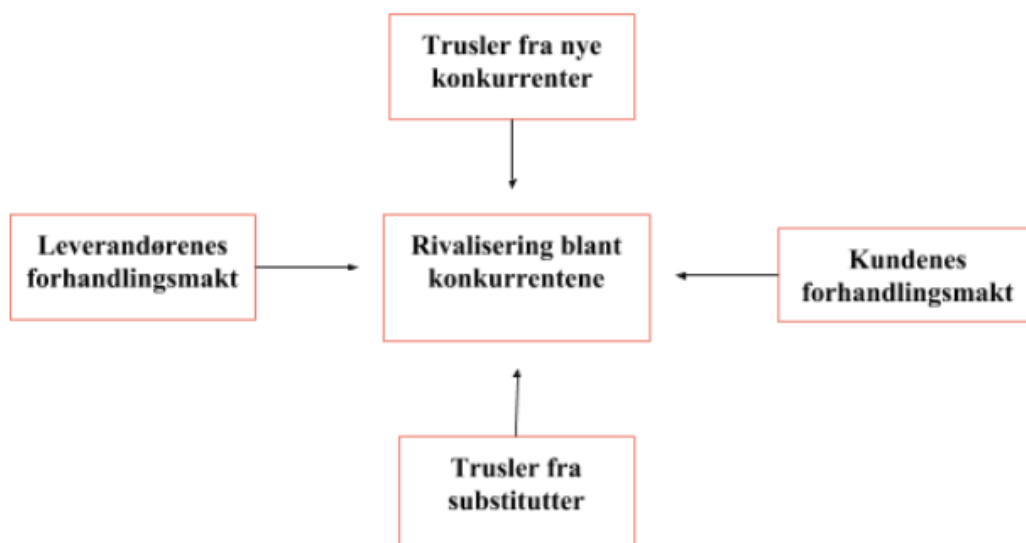 Trusler fra nye
konkurrenter
Leverandørenes
forhandlingsmakt
Rivalisering blant
konkurrentene
Kundenes
forhandlingsmakt
Trusler fra
substitutter